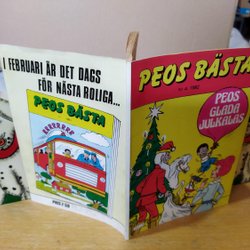 I FEBRUARI ÄR DET DAGS
FÖR NÄSTA ROLIGA...
PEOS BÄSTA
PEOS BÄSTA
PEOS
GLADA
JULKALAS